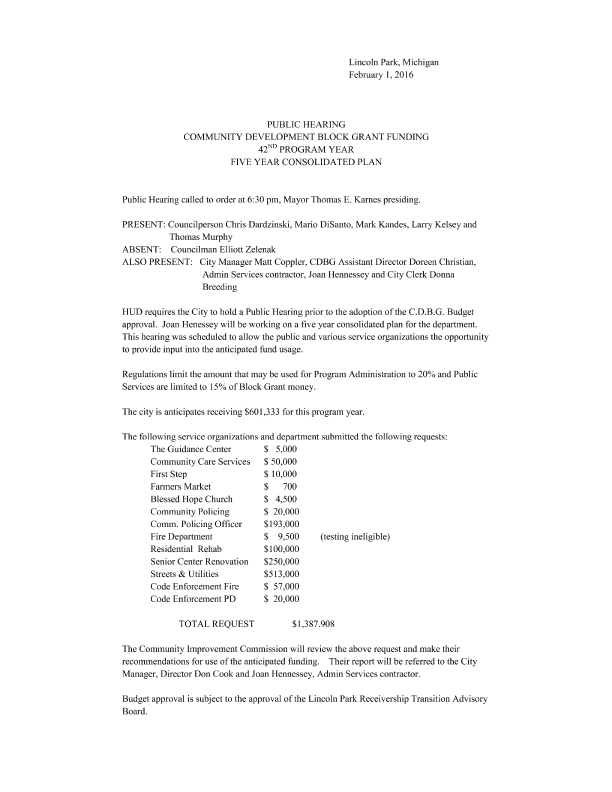 Lincoln Park, Michigan
February 1, 2016
PUBLIC HEARING
COMMUNITY DEVELOPMENT BLOCK GRANT FUNDING
42ND PROGRAM YEAR
FIVE YEAR CONSOLIDATED PLAN
Public Hearing called to order at 6:30 pm, Mayor Thomas E. Karnes presiding.
PRESENT: Councilperson Chris Dardzinski, Mario DiSanto, Mark Kandes, Larry Kelsey and
Thomas Murphy
ABSENT: Councilman Elliott Zelenak
ALSO PRESENT: City Manager Matt Coppler, CDBG Assistant Director Doreen Christian,
Admin Services contractor, Joan Hennessey and City Clerk Donna
Breeding
HUD requires the City to hold a Public Hearing prior to the adoption of the C.D.B.G. Budget
approval. Joan Henessey will be working on a five year consolidated plan for the department.
This hearing was scheduled to allow the public and various service organizations the opportunity
to provide input into the anticipated fund usage.
Regulations limit the amount that may be used for Program Administration to 20% and Public
Services are limited to 15% of Block Grant money.
The city is anticipates receiving $601,333 for this program year.
The following service organizations and department submitted the following requests:
The Guidance Center $ 5,000
Community Care Services $ 50,000
First Step $ 10,000
Farmers Market $ 700
Blessed Hope Church $ 4,500
Community Policing $ 20,000
Comm. Policing Officer $193,000
Fire Department $ 9,500 (testing ineligible)
Residential Rehab $100,000
Senior Center Renovation $250,000
Streets & Utilities $513,000
Code Enforcement Fire $ 57,000
Code Enforcement PD $ 20,000
TOTAL REQUEST $1,387.908
The Community Improvement Commission will review the above request and make their
recommendations for use of the anticipated funding. Their report will be referred to the City
Manager, Director Don Cook and Joan Hennessey, Admin Services contractor.
Budget approval is subject to the approval of the Lincoln Park Receivership Transition Advisory
Board.